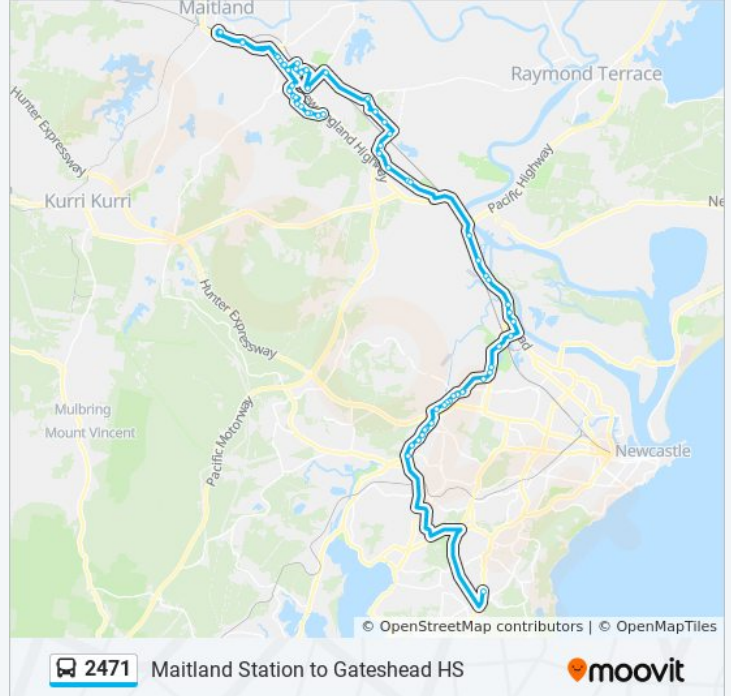 Maitland
Raymond Terrace
Hunter Expressway
New England Highway
Pacific Highway
Kurri Kurri
Ne
Hunter Expressway
ad
Mulbring
Mount Vincent
Pacific Motorway
Newcastle
© OpenStreetMap contributors | © OpenMapTiles
2471 Maitland Station to Gateshead HS moovit